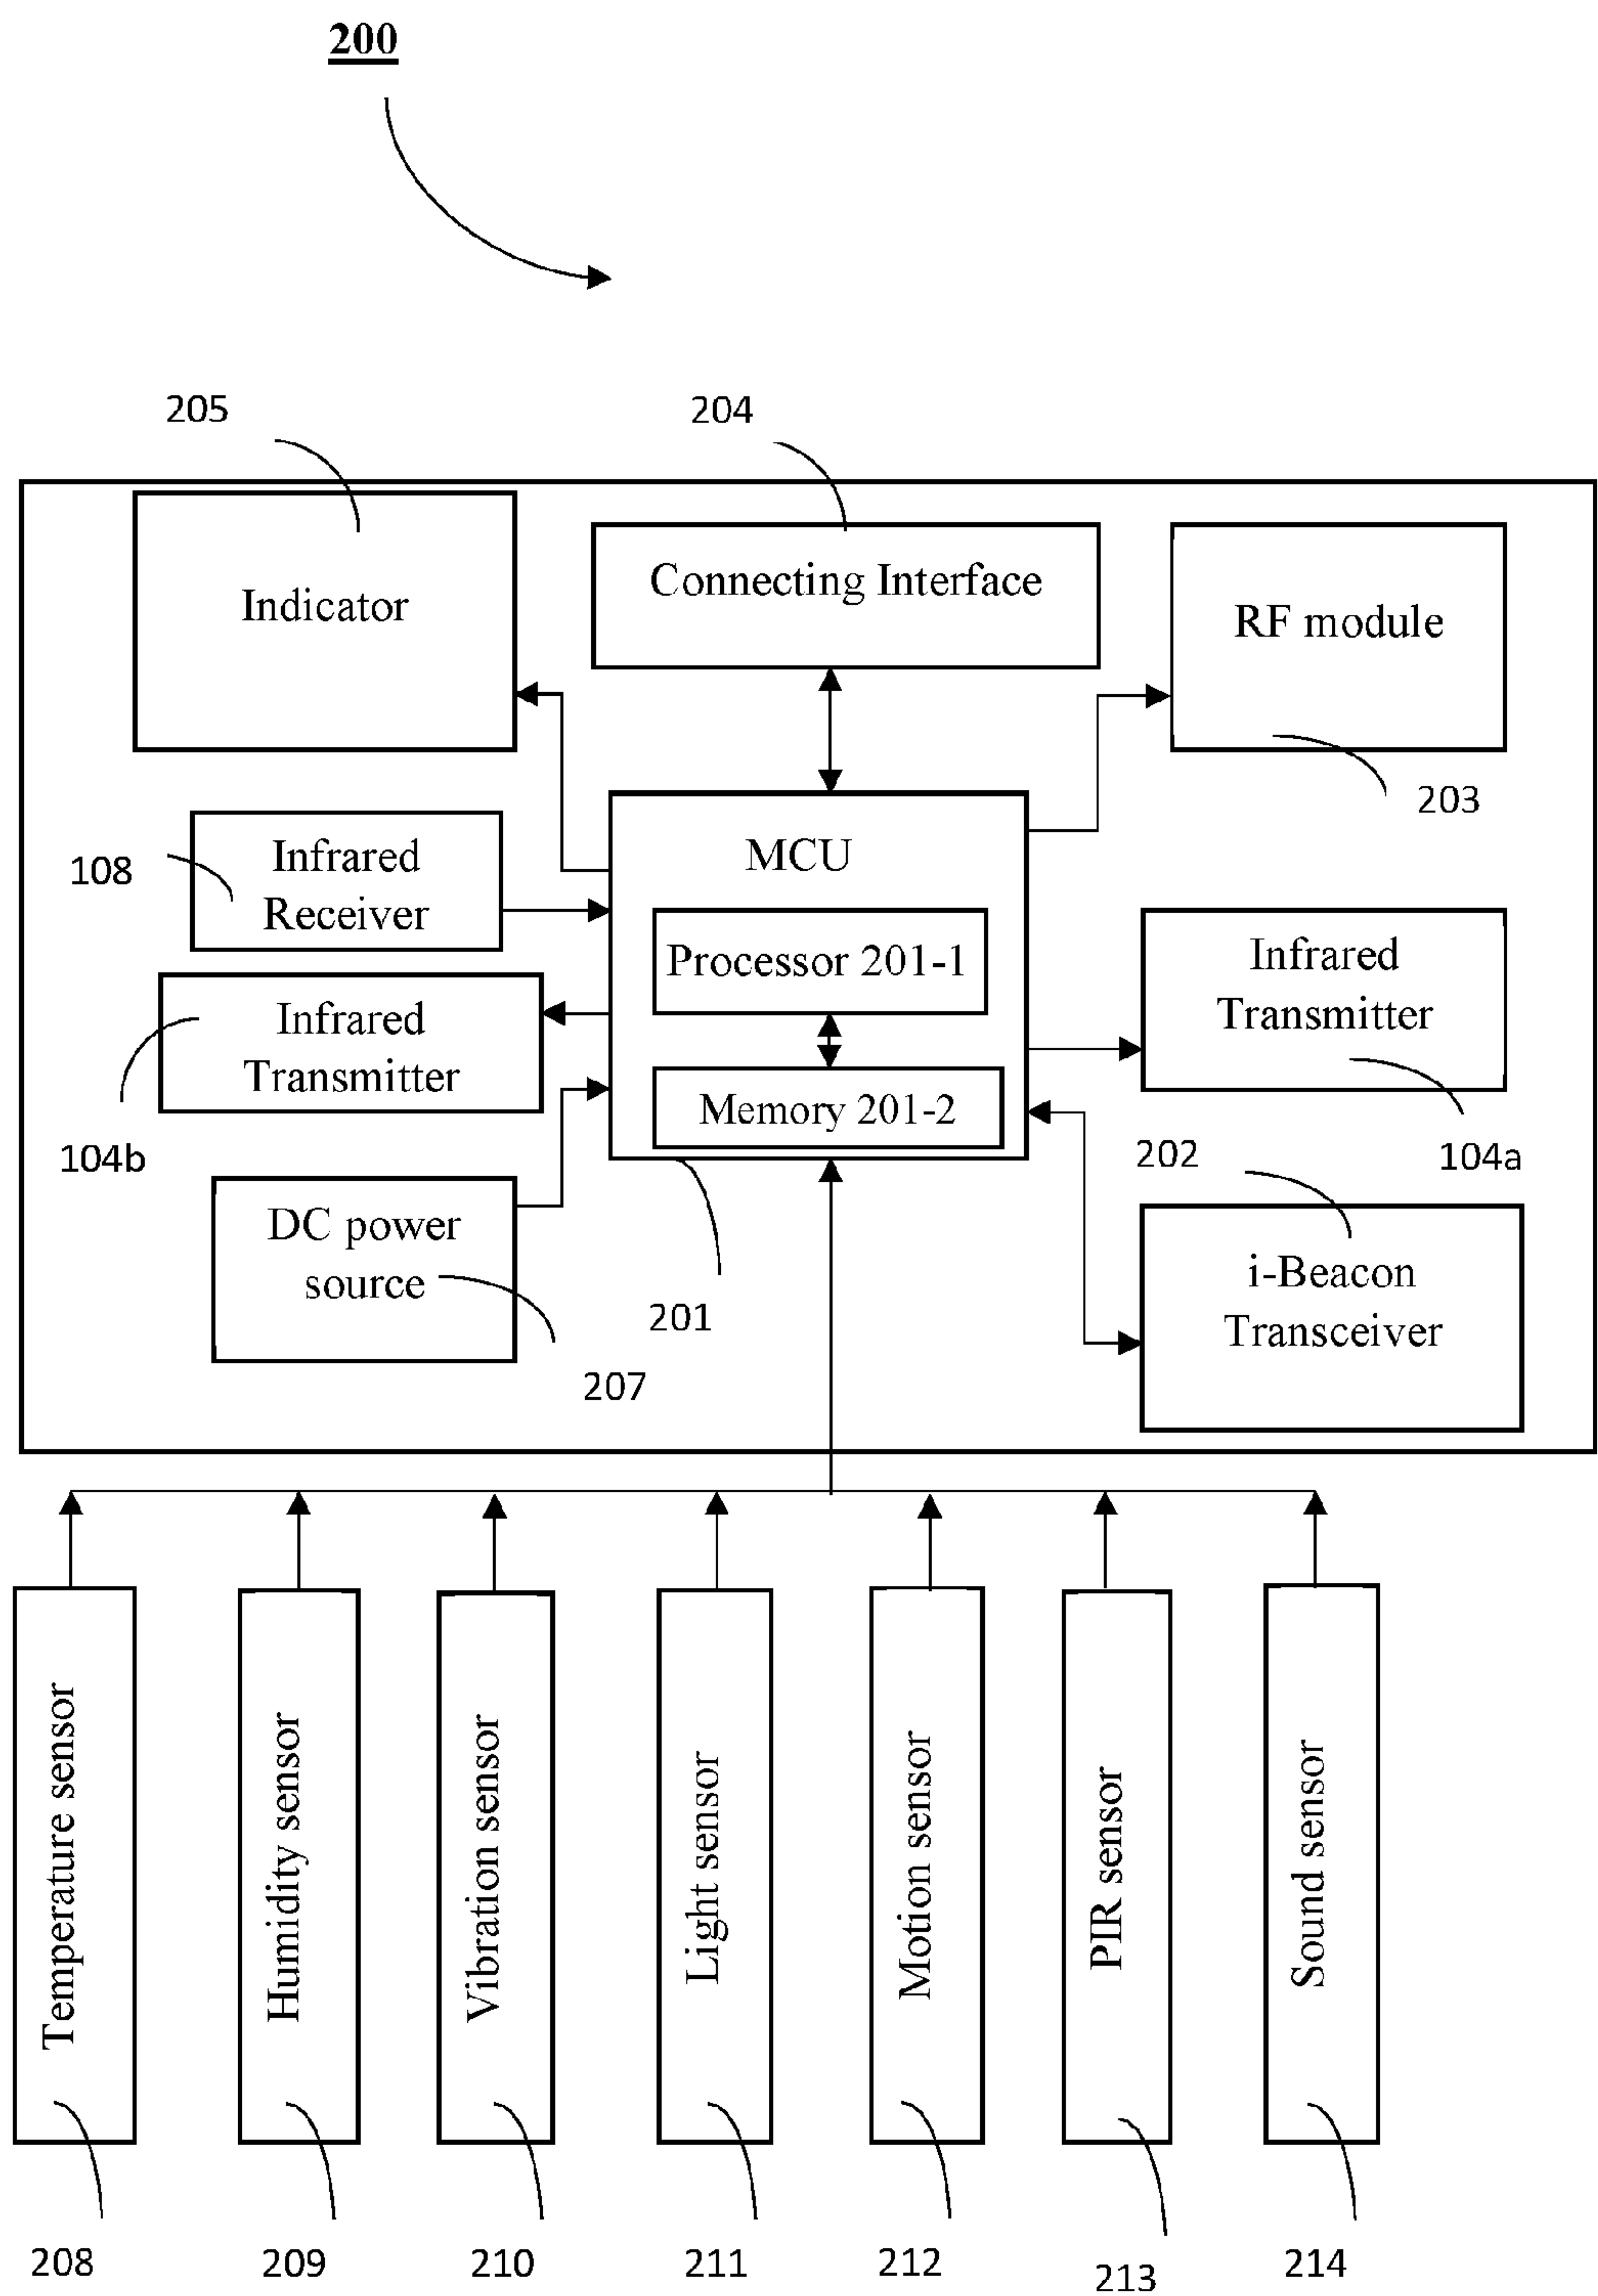 200
205
204
Indicator
Connecting Interface
RF module
203
108
Infrared
Receiver
MCU
Processor 201-1
Memory 201-2
Infrared
Transmitter
104b
Infrared
Transmitter
104a
DC power
source
207
201
202
i-Beacon
Transceiver
Temperature sensor
Humidity sensor
Vibration sensor
Light sensor
Motion sensor
PIR sensor
Sound sensor
208
209
210
211
212
213
214